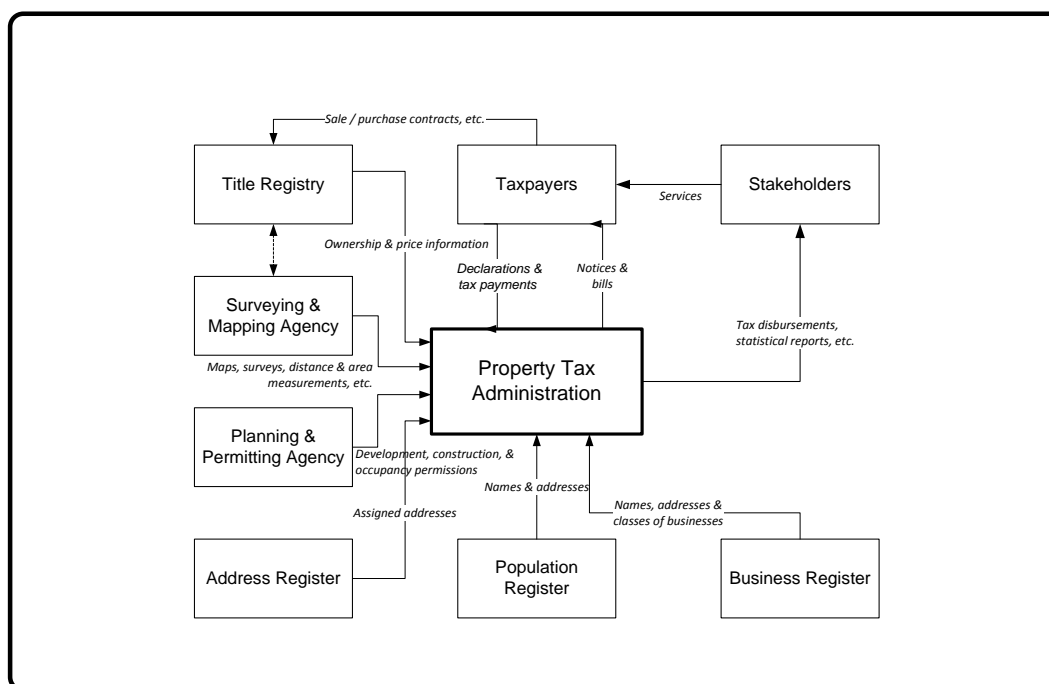 Sale / purchase contracts, etc.
Title Registry
Taxpayers
Stakeholders
Services
Ownership & price information
Declarations &
tax payments
Notices &
bills
Surveying &
Mapping Agency
Tax disbursements,
statistical reports, etc.
Maps, surveys, distance & area
measurements, etc.
Property Tax
Administration
Planning &
Permitting Agency
Development, construction, &
occupancy permissions
Names & addresses
Assigned addresses
Names, addresses &
classes of businesses
Address Register
Population
Register
Business Register